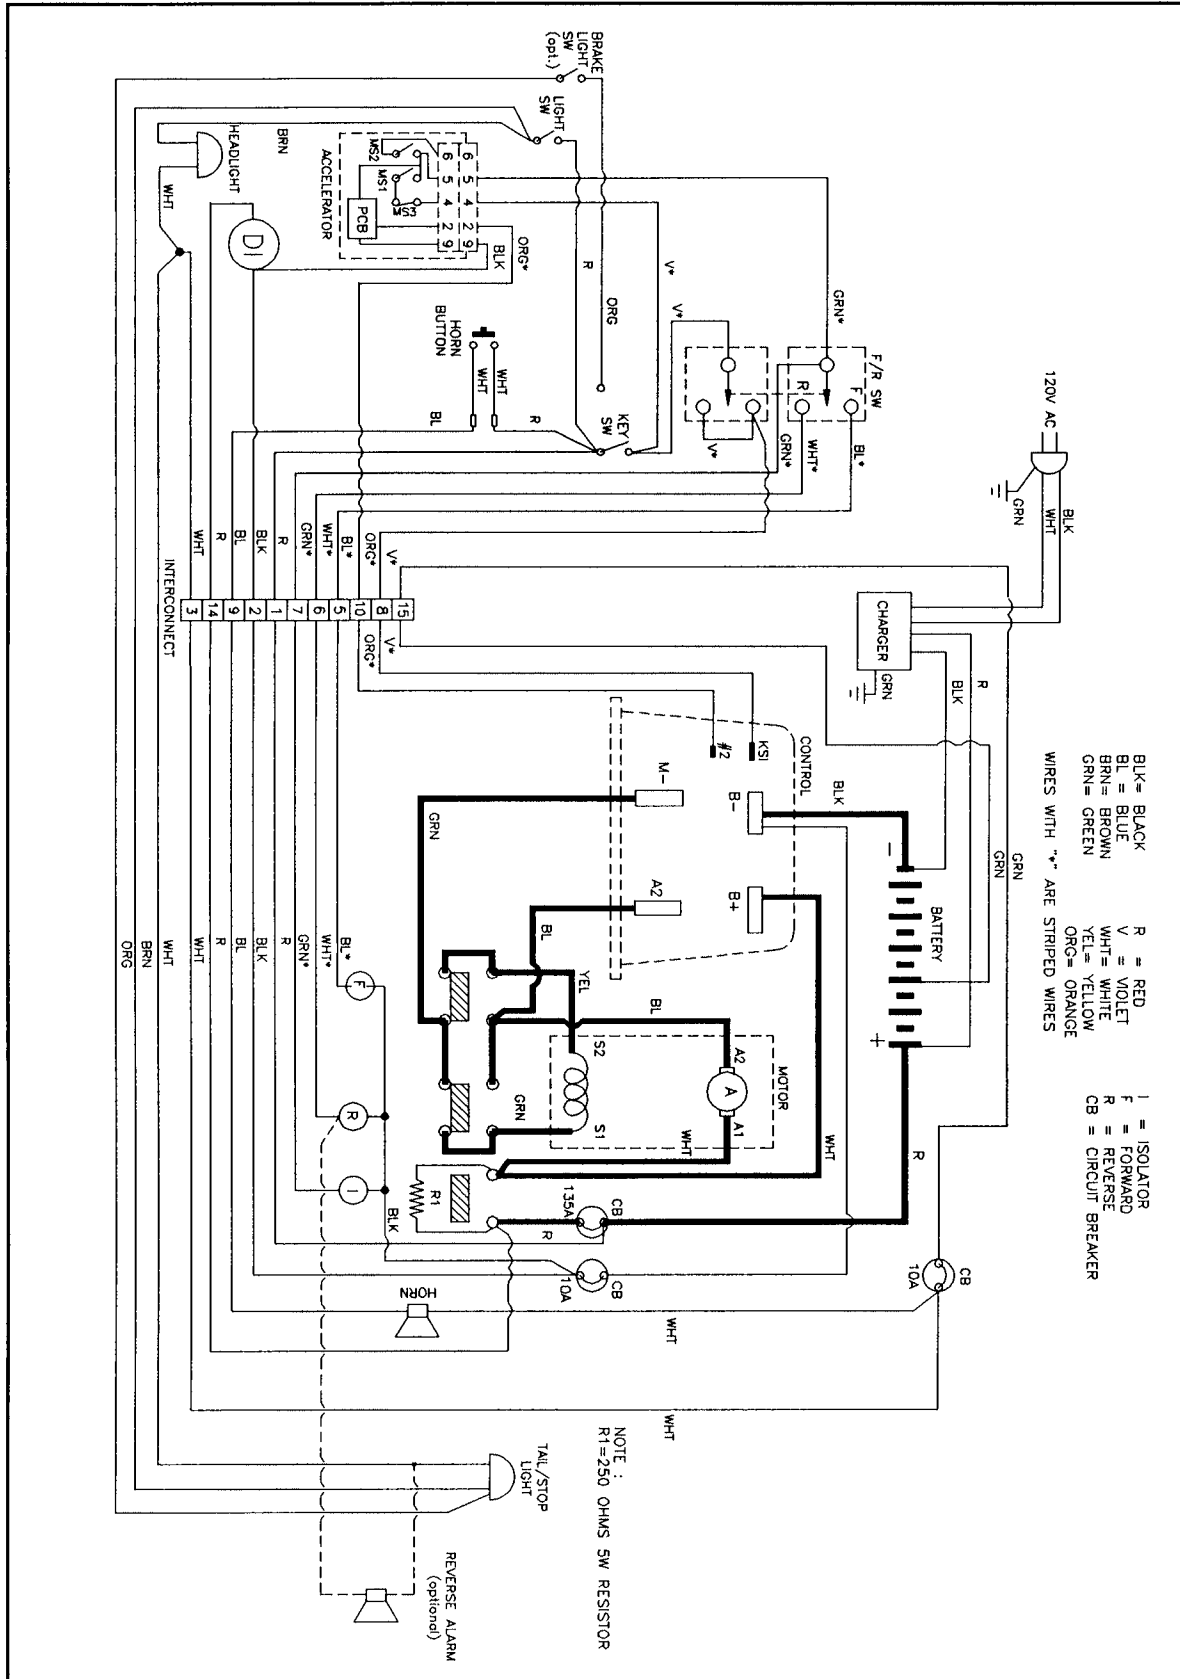 BRAKE
LIGHT
SW
(opt.)
LIGHT
SW
HEADLIGHT
BRN
WHT
DI
ACCELERATOR
MS2
MS1
MS3
PCB
6 5 4 2 9
6 5 4 2 9
BLK
ORG*
R
ORG
V*
V*
GRN*
HORN
BUTTON
WHT
WHT
BL
R
KEY
SW
F/R SW
R
F
V*
GRN*
WHT*
BL*
120V AC
GRN
WHT
BLK
INTERCONNECT
WHT
R
BL
BLK
R
GRN*
WHT*
BL*
ORG*
V*
3 14 9 2 1 7 6 5 10 8 15
ORG*
V*
CHARGER
GRN
BLK
R
CONTROL
#2
KSI
M-
B-
A2
B+
BLK
GRN
BL
BATTERY
-
+
GRN
GRN
BLK= BLACK
BL = BLUE
BRN= BROWN
GRN= GREEN
R = RED
V = VIOLET
WHT= WHITE
YEL= YELLOW
ORG= ORANGE
I = ISOLATOR
F = FORWARD
R = REVERSE
CB = CIRCUIT BREAKER
WIRES WITH "*" ARE STRIPED WIRES
YEL
BL
MOTOR
S2
S1
A2
A
A1
GRN
WHT
WHT
R
ORG
BRN
WHT
WHT
R
BL
BLK
R
GRN*
WHT*
BL*
F
R
I
BLK
R1
135A
CB
R
10A
CB
CB
10A
HORN
WHT
WHT
NOTE :
R1=250 OHMS 5W RESISTOR
TAIL/STOP
LIGHT
REVERSE ALARM
(optional)